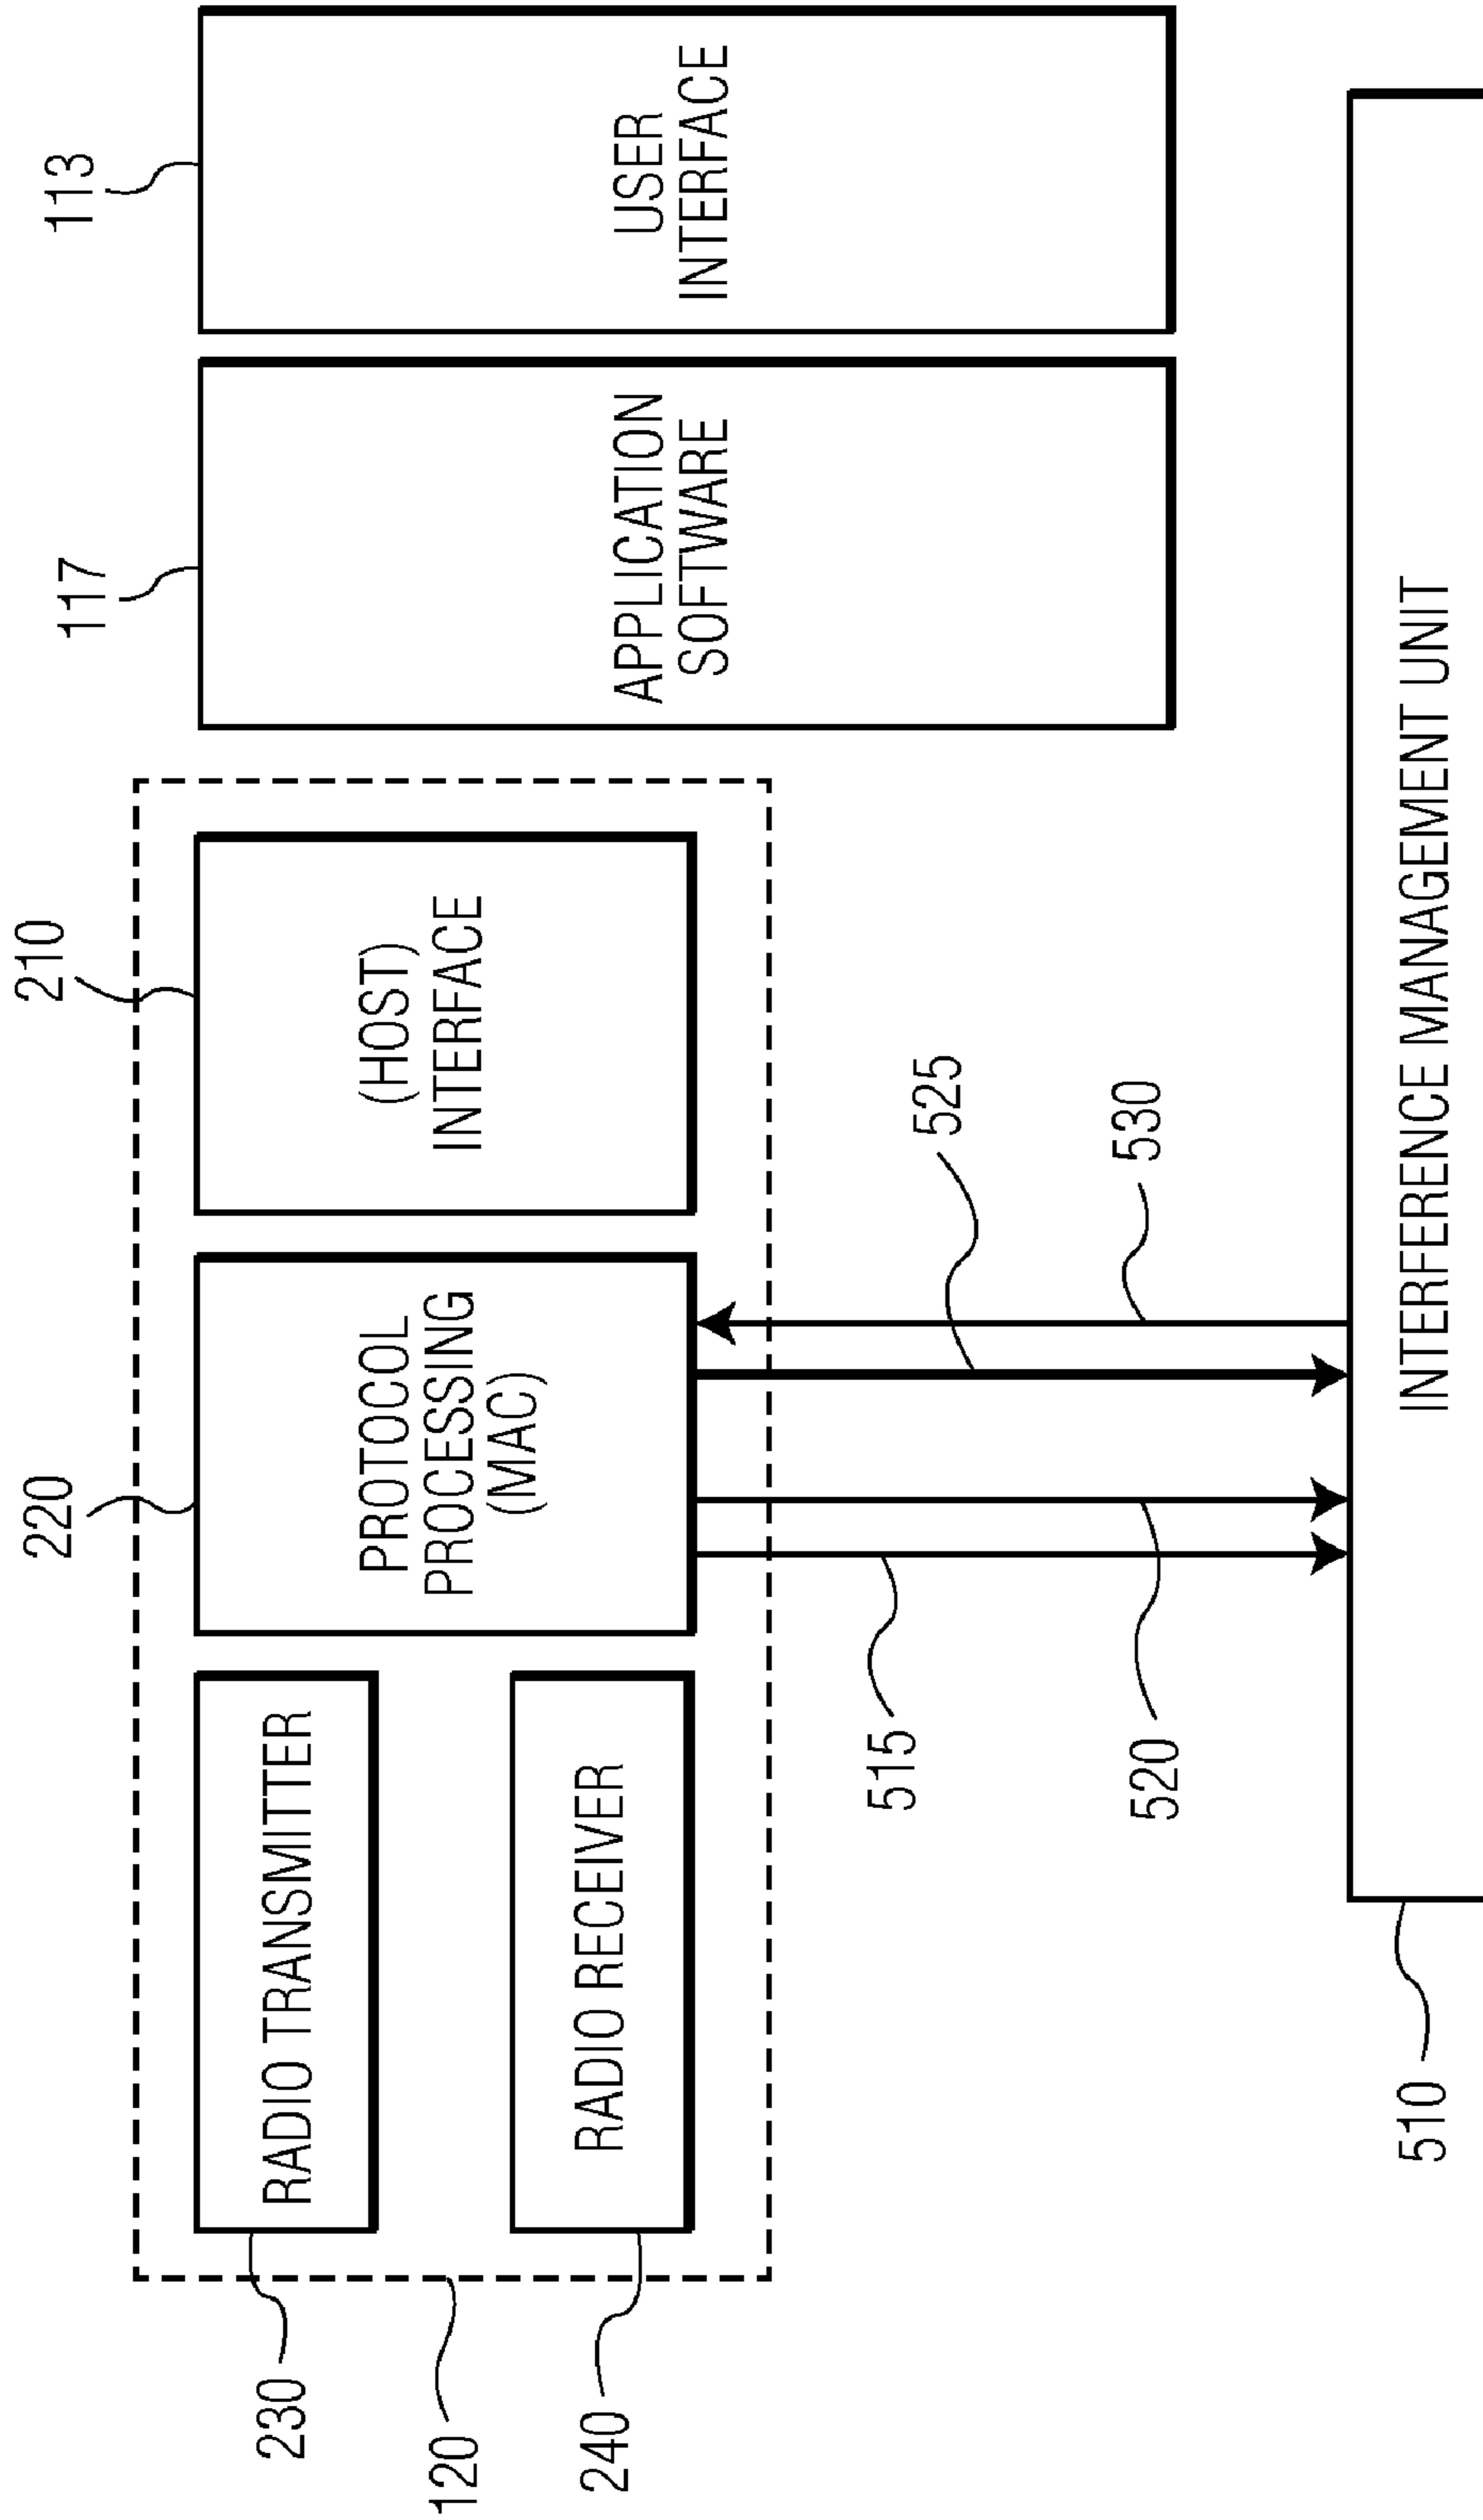 230
RADIO TRANSMITTER
220
PROTOCOL
PROCESSING
(MAC)
210
(HOST)
INTERFACE
117
APPLICATION
SOFTWARE
113
USER
INTERFACE
120
240
RADIO RECEIVER
515
520
525
530
510
INTERFERENCE MANAGEMENT UNIT